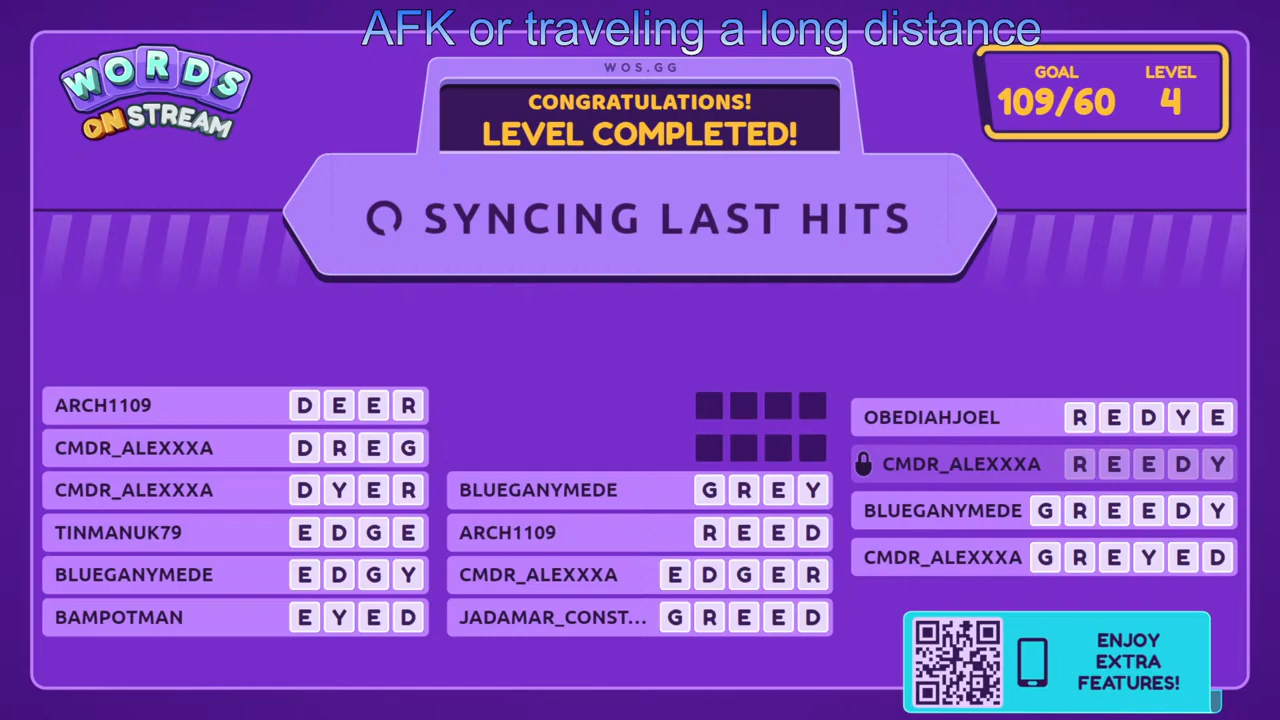 AFK or traveling a long distance
WORDS
ON STREAM
WOS.GG
CONGRATULATIONS!
LEVEL COMPLETED!
GOAL
109/60
LEVEL
4
SYNCING LAST HITS
ARCH1109 DEER
CMDR_ALEXXXA DREG
CMDR_ALEXXXA DYER
TINMANUK79 EDGE
BLUEGANYMEDE EDGY
BAMPOTMAN EYED
BLUEGANYMEDE GREY
ARCH1109 REED
CMDR_ALEXXXA EDGER
JADAMAR_CONST... GREED
OBEDIAHJOEL REDYE
CMDR_ALEXXXA REEDY
BLUEGANYMEDE GREEDY
CMDR_ALEXXXA GREYED
ENJOY
EXTRA
FEATURES!